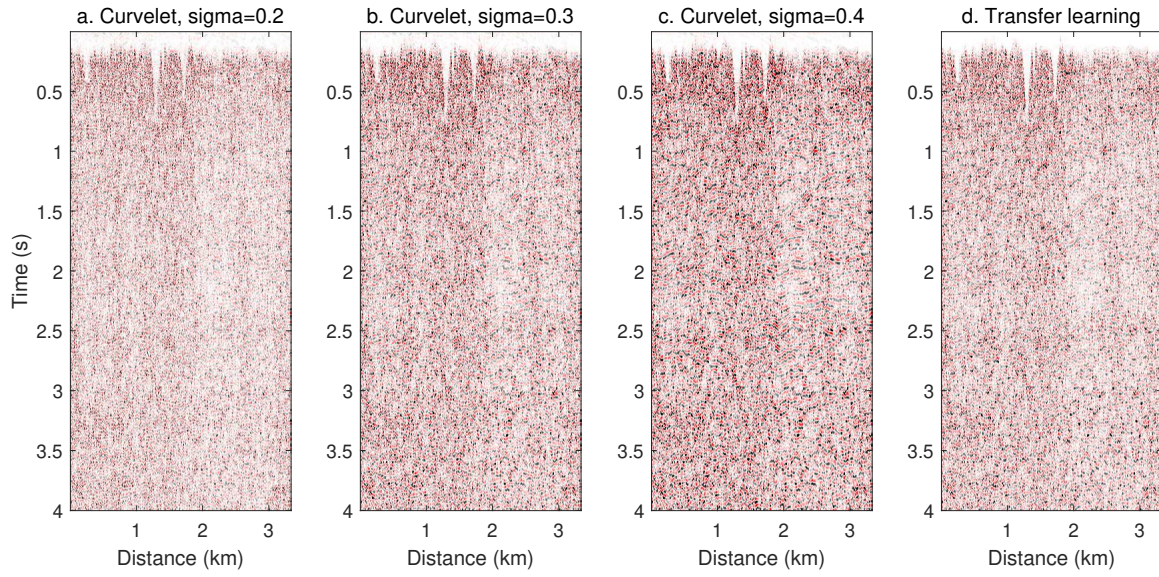 a. Curvelet, sigma=0.2
b. Curvelet, sigma=0.3
c. Curvelet, sigma=0.4
d. Transfer learning
Time (s)
0.5
1
1.5
2
2.5
3
3.5
4
1 2 3
Distance (km)
0.5
1
1.5
2
2.5
3
3.5
4
1 2 3
Distance (km)
0.5
1
1.5
2
2.5
3
3.5
4
1 2 3
Distance (km)
0.5
1
1.5
2
2.5
3
3.5
4
1 2 3
Distance (km)